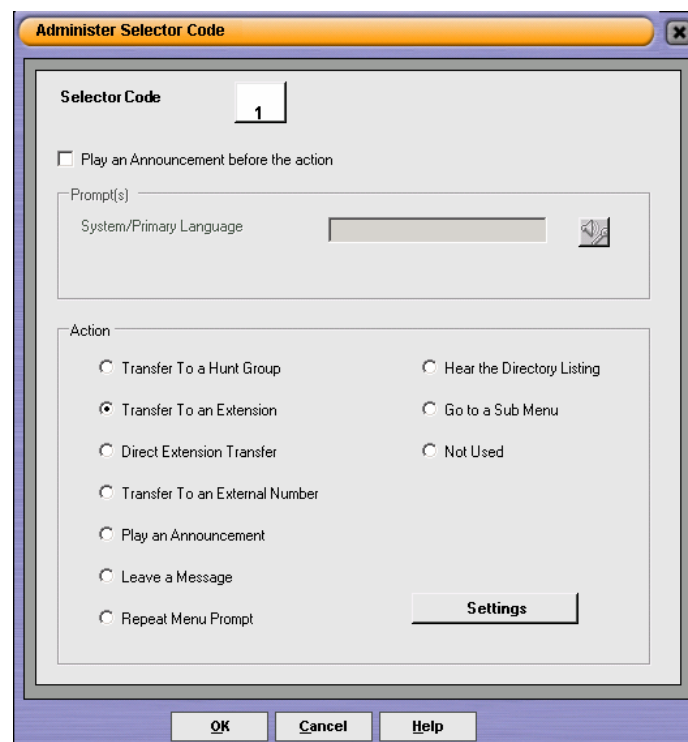 Administer Selector Code
Selector Code 1
Play an Announcement before the action
Prompt(s)
System/Primary Language
Action
Transfer To a Hunt Group
Transfer To an Extension
Direct Extension Transfer
Transfer To an External Number
Play an Announcement
Leave a Message
Repeat Menu Prompt
Hear the Directory Listing
Go to a Sub Menu
Not Used
Settings
OK Cancel Help